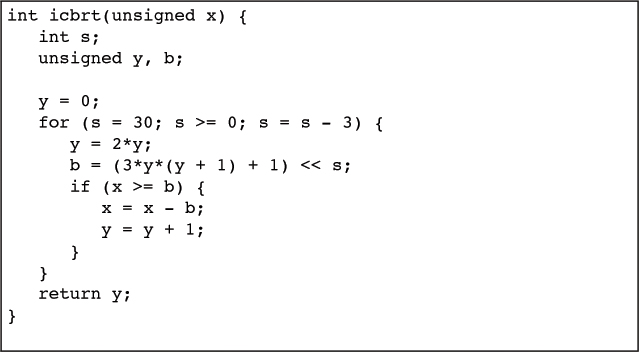 int icbrt(unsigned x) {
   int s;
   unsigned y, b;

   y = 0;
   for (s = 30; s >= 0; s = s - 3) {
      y = 2*y;
      b = (3*y*(y + 1) + 1) << s;
      if (x >= b) {
         x = x - b;
         y = y + 1;
      }
   }
   return y;
}